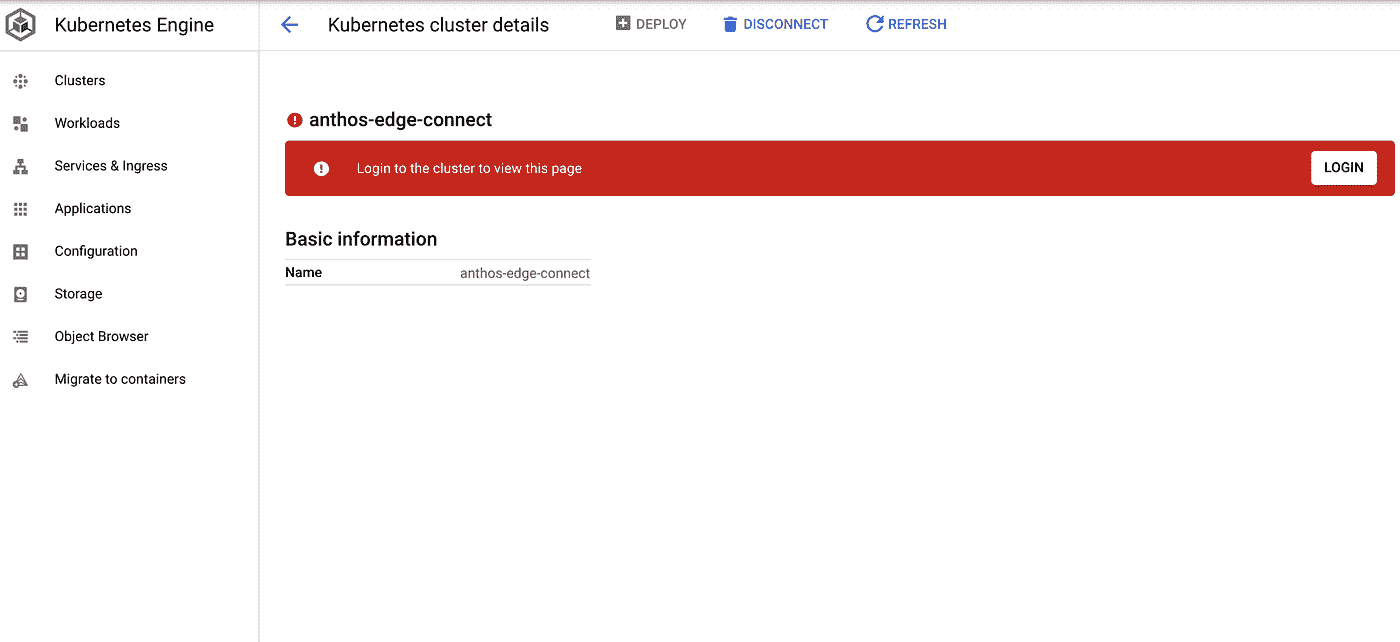 Kubernetes Engine
Kubernetes cluster details
DEPLOY
DISCONNECT
REFRESH
Clusters
Workloads
Services & Ingress
Applications
Configuration
Storage
Object Browser
Migrate to containers
anthos-edge-connect
Login to the cluster to view this page
LOGIN
Basic information
Name anthos-edge-connect